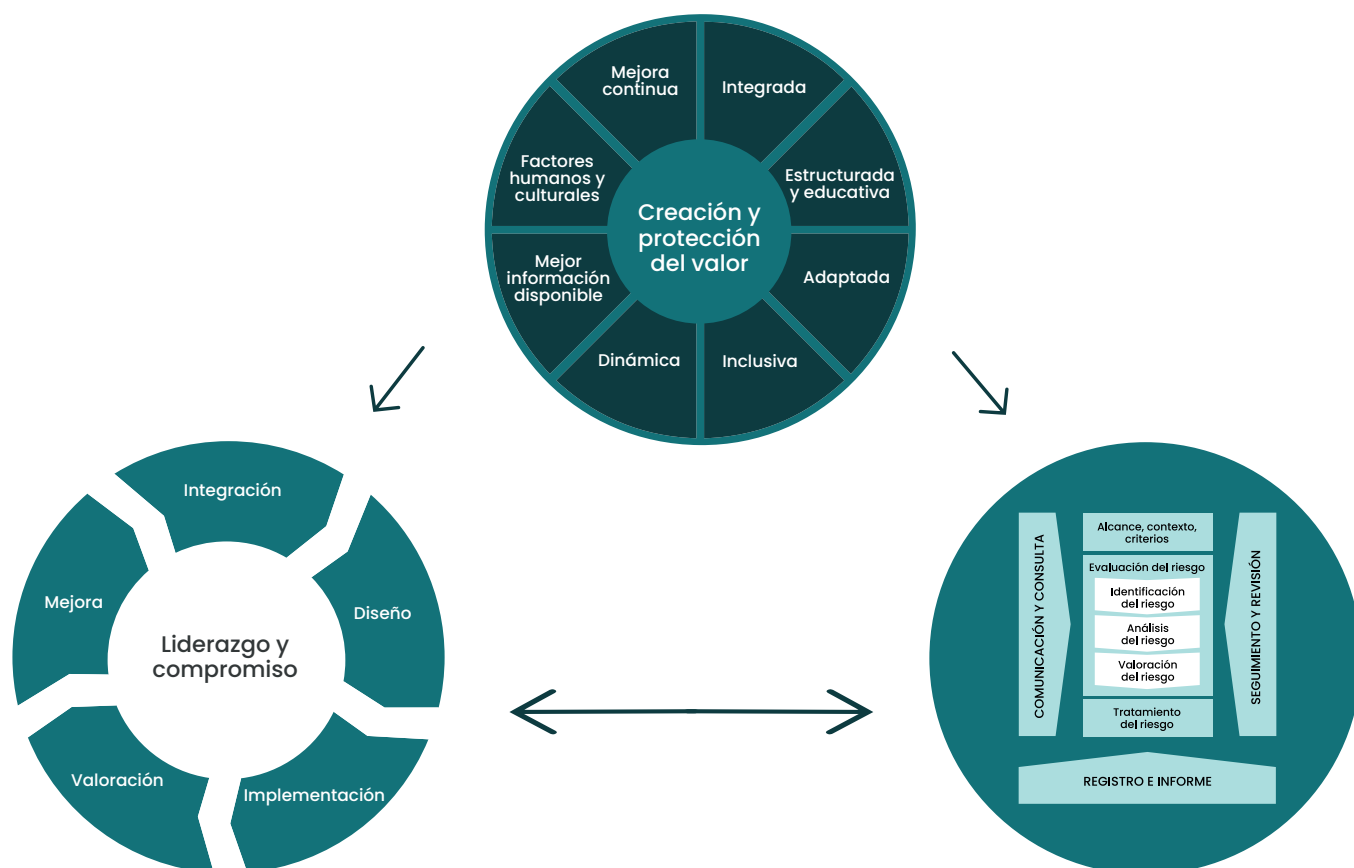 Mejora
continua
Integrada
Factores
humanos y
culturales
Estructurada
y educativa
Creación y
protección
del valor
Mejor
información
disponible
Adaptada
Dinámica
Inclusiva
Integración
Mejora
Diseño
Liderazgo y
compromiso
Valoración
Implementación
COMUNICACIÓN Y CONSULTA
Alcance, contexto,
criterios
Evaluación del riesgo
Identificación
del riesgo
Análisis
del riesgo
Valoración
del riesgo
Tratamiento
del riesgo
SEGUIMIENTO Y REVISIÓN
REGISTRO E INFORME